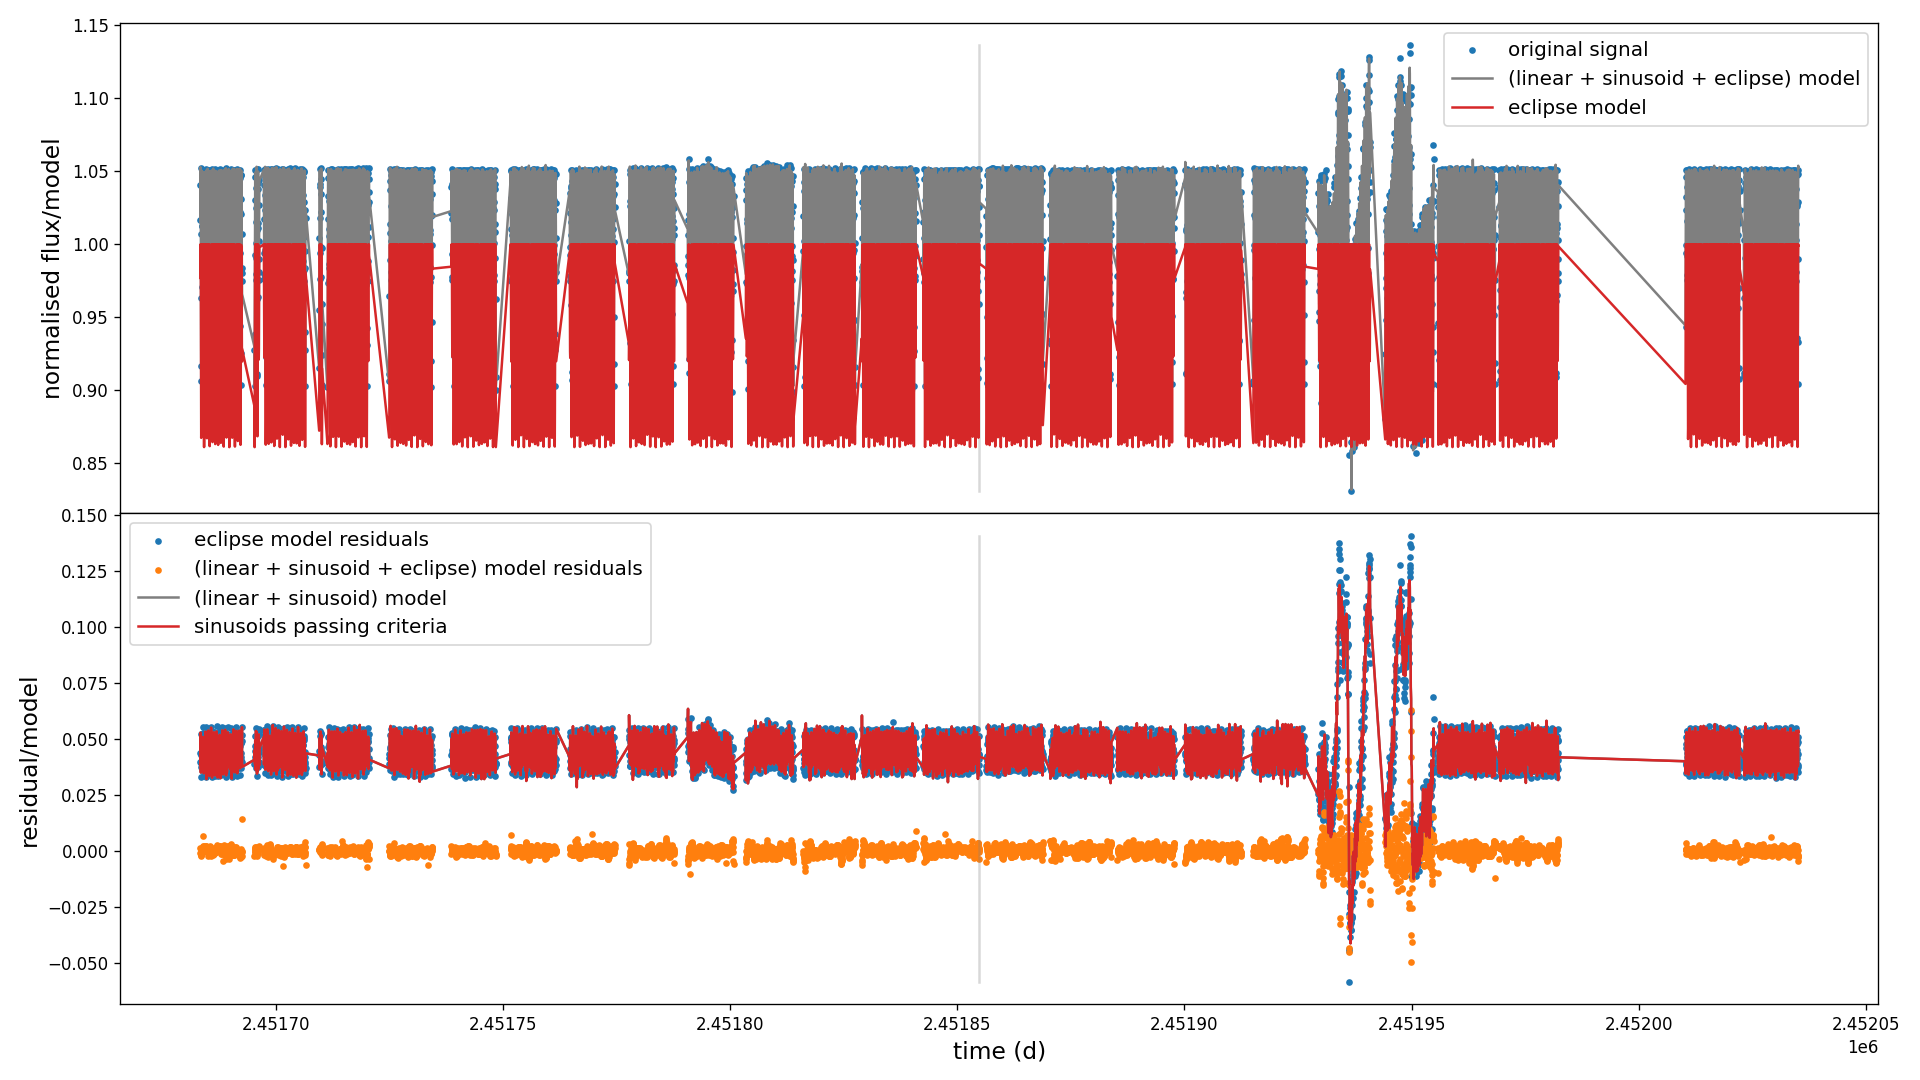 1.15
1.10
1.05
1.00
0.95
0.90
0.85
normalised flux/model
original signal
(linear + sinusoid + eclipse) model
eclipse model
0.150
0.125
0.100
0.075
0.050
0.025
0.000
−0.025
−0.050
residual/model
eclipse model residuals
(linear + sinusoid + eclipse) model residuals
(linear + sinusoid) model
sinusoids passing criteria
2.45170 2.45175 2.45180 2.45185 2.45190 2.45195 2.45200 2.45205
1e6
time (d)